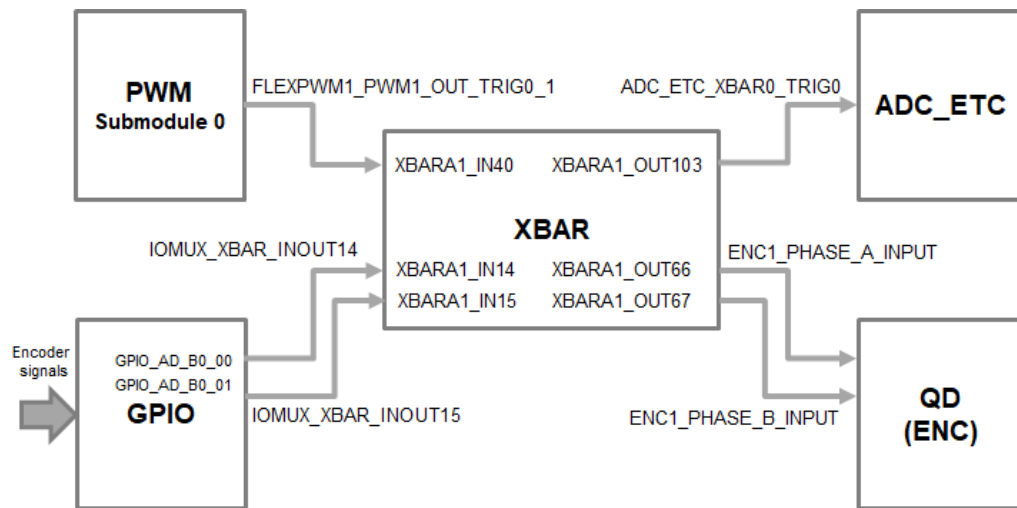 PWM
Submodule 0
FLEXPWM1_PWM1_OUT_TRIG0_1
ADC_ETC_XBAR0_TRIG0
ADC_ETC
XBARA1_IN40
XBARA1_OUT103
XBAR
IOMUX_XBAR_INOUT14
ENC1_PHASE_A_INPUT
XBARA1_IN14
XBARA1_OUT66
XBARA1_IN15
XBARA1_OUT67
Encoder
signals
GPIO_AD_B0_00
GPIO_AD_B0_01
GPIO
IOMUX_XBAR_INOUT15
ENC1_PHASE_B_INPUT
QD
(ENC)